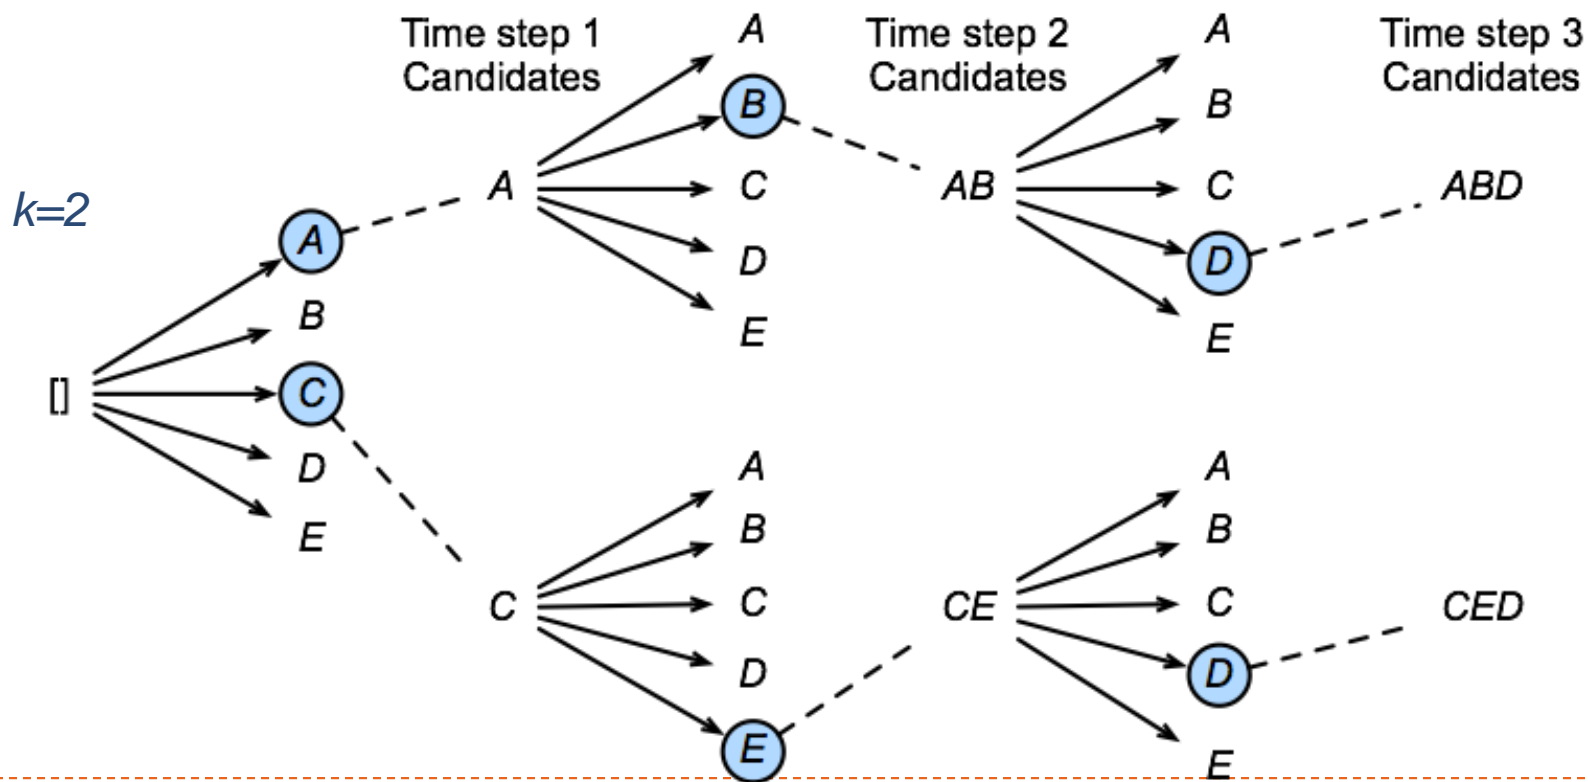 Time step 1
Candidates
Time step 2
Candidates
Time step 3
Candidates
k=2
[]
A
B
C
D
E
A
A
B
C
D
E
C
A
B
C
D
E
AB
A
B
C
D
E
CE
A
B
C
D
E
ABD
CED